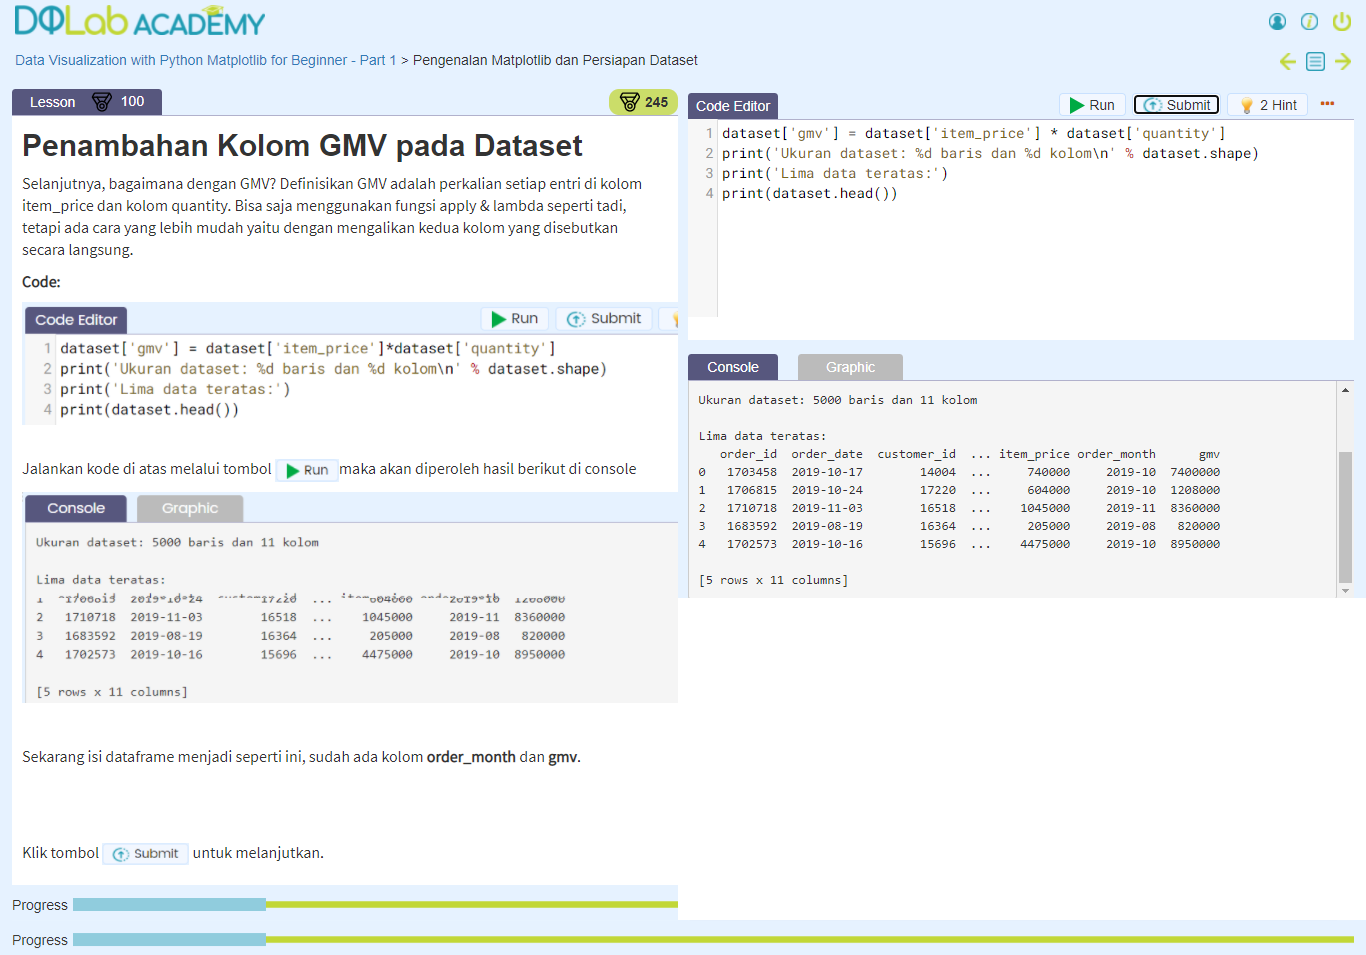 DQLab ACADEMY
Data Visualization with Python Matplotlib for Beginner - Part 1 > Pengenalan Matplotlib dan Persiapan Dataset
Lesson 100
245
Penambahan Kolom GMV pada Dataset
Selanjutnya, bagaimana dengan GMV? Definisikan GMV adalah perkalian setiap entri di kolom
item_price dan kolom quantity. Bisa saja menggunakan fungsi apply & lambda seperti tadi,
tetapi ada cara yang lebih mudah yaitu dengan mengalikan kedua kolom yang disebutkan
secara langsung.
Code:
Code Editor Run Submit
1 dataset['gmv'] = dataset['item_price']*dataset['quantity']
2 print('Ukuran dataset: %d baris dan %d kolom\n' % dataset.shape)
3 print('Lima data teratas:')
4 print(dataset.head())
Jalankan kode di atas melalui tombol Run maka akan diperoleh hasil berikut di console
Console Graphic
Ukuran dataset: 5000 baris dan 11 kolom
Lima data teratas:
2 1710718 2019-11-03 16518 ... 1045000 2019-11 8360000
3 1683592 2019-08-19 16364 ... 205000 2019-08 820000
4 1702573 2019-10-16 15696 ... 4475000 2019-10 8950000
[5 rows x 11 columns]
Sekarang isi dataframe menjadi seperti ini, sudah ada kolom order_month dan gmv.
Klik tombol Submit untuk melanjutkan.
Progress
Progress
Code Editor Run Submit 2 Hint
1 dataset['gmv'] = dataset['item_price'] * dataset['quantity']
2 print('Ukuran dataset: %d baris dan %d kolom\n' % dataset.shape)
3 print('Lima data teratas:')
4 print(dataset.head())
Console Graphic
Ukuran dataset: 5000 baris dan 11 kolom
Lima data teratas:
order_id order_date customer_id ... item_price order_month gmv
0 1703458 2019-10-17 14004 ... 740000 2019-10 7400000
1 1706815 2019-10-24 17220 ... 604000 2019-10 1208000
2 1710718 2019-11-03 16518 ... 1045000 2019-11 8360000
3 1683592 2019-08-19 16364 ... 205000 2019-08 820000
4 1702573 2019-10-16 15696 ... 4475000 2019-10 8950000
[5 rows x 11 columns]